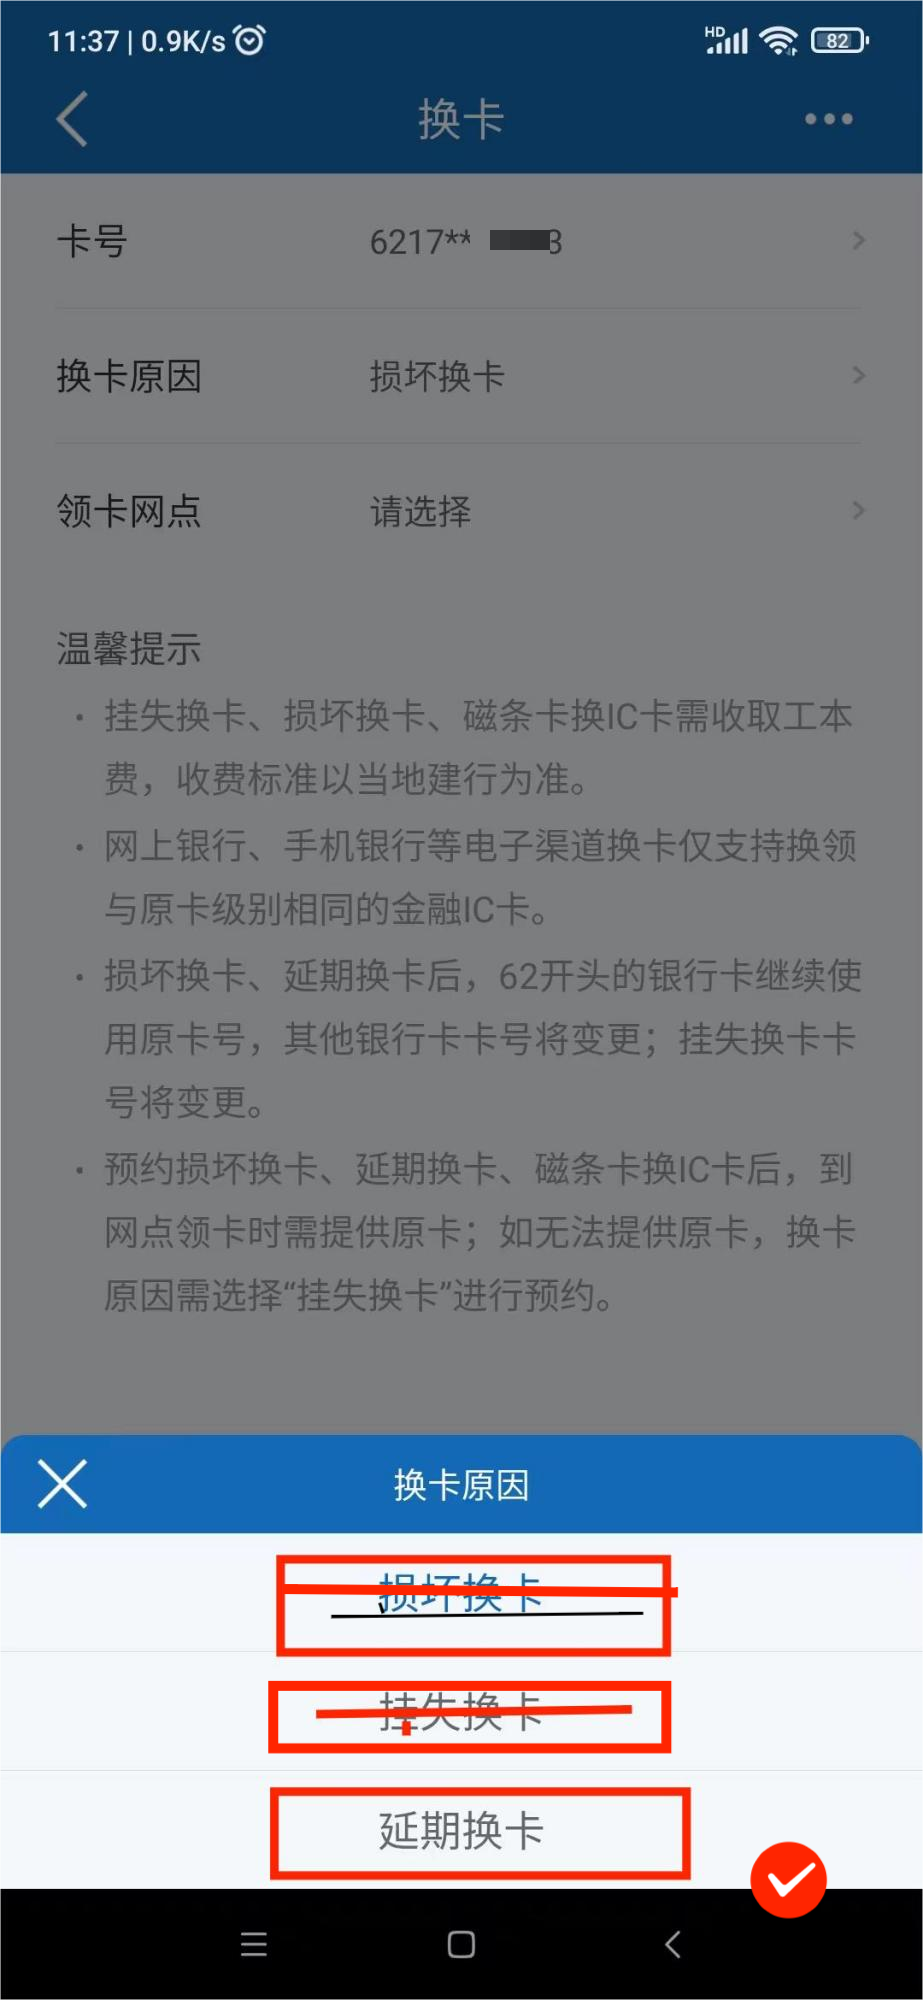 11:37 | 0.9K/s
HD
82
换卡
卡号 6217** 3
换卡原因 损坏换卡
领卡网点 请选择
温馨提示
· 挂失换卡、损坏换卡、磁条卡换IC卡需收取工本
费，收费标准以当地建行为准。
· 网上银行、手机银行等电子渠道换卡仅支持换领
与原卡级别相同的金融IC卡。
· 损坏换卡、延期换卡后，62开头的银行卡继续使
用原卡号，其他银行卡卡号将变更；挂失换卡卡
号将变更。
· 预约损坏换卡、延期换卡、磁条卡换IC卡后，到
网点领卡时需提供原卡；如无法提供原卡，换卡
原因需选择“挂失换卡”进行预约。
换卡原因
损坏换卡
挂失换卡
延期换卡